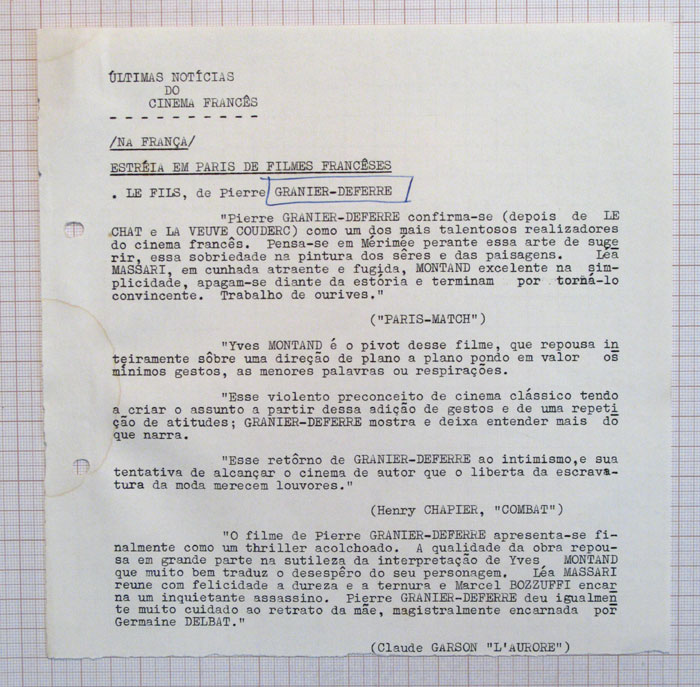 ÚLTIMAS NOTÍCIAS
DO
CINEMA FRANCÊS
- - - - - - - - - - -
/NA FRANÇA/
ESTRÉIA EM PARIS DE FILMES FRANCÊSES
. LE FILS, de Pierre GRANIER-DEFERRE
"Pierre GRANIER-DEFERRE confirma-se (depois de LE
CHAT e LA VEUVE COUDERC) como um dos mais talentosos realizadores
do cinema francês. Pensa-se em Mérimée perante essa arte de suge
rir, essa sobriedade na pintura dos sêres e das paisagens. Léa
MASSARI, em cunhada atraente e fugida, MONTAND excelente na sim-
plicidade, apagam-se diante da estória e terminam por torná-lo
convincente. Trabalho de ourives."
("PARIS-MATCH")
"Yves MONTAND é o pivot desse filme, que repousa in
teiramente sôbre uma direção de plano a plano pondo em valor os
mínimos gestos, as menores palavras ou respirações.
"Esse violento preconceito de cinema clássico tendo
a criar o assunto a partir dessa adição de gestos e de uma repeti
ção de atitudes; GRANIER-DEFERRE mostra e deixa entender mais do
que narra.
"Esse retôrno de GRANIER-DEFERRE ao intimismo,e sua
tentativa de alcançar o cinema de autor que o liberta da escrava-
tura da moda merecem louvores."
(Henry CHAPIER, "COMBAT")
"O filme de Pierre GRANIER-DEFERRE apresenta-se fi-
nalmente como um thriller acolchoado. A qualidade da obra repou-
sa em grande parte na sutileza da interpretação de Yves MONTAND
que muito bem traduz o desespêro do seu personagem. Léa MASSARI
reune com felicidade a dureza e a ternura e Marcel BOZZUFFI encar
na um inquietante assassino. Pierre GRANIER-DEFERRE deu igualmen
te muito cuidado ao retrato da mãe, magistralmente encarnada por
Germaine DELBAT."
(Claude GARSON "L'AURORE")